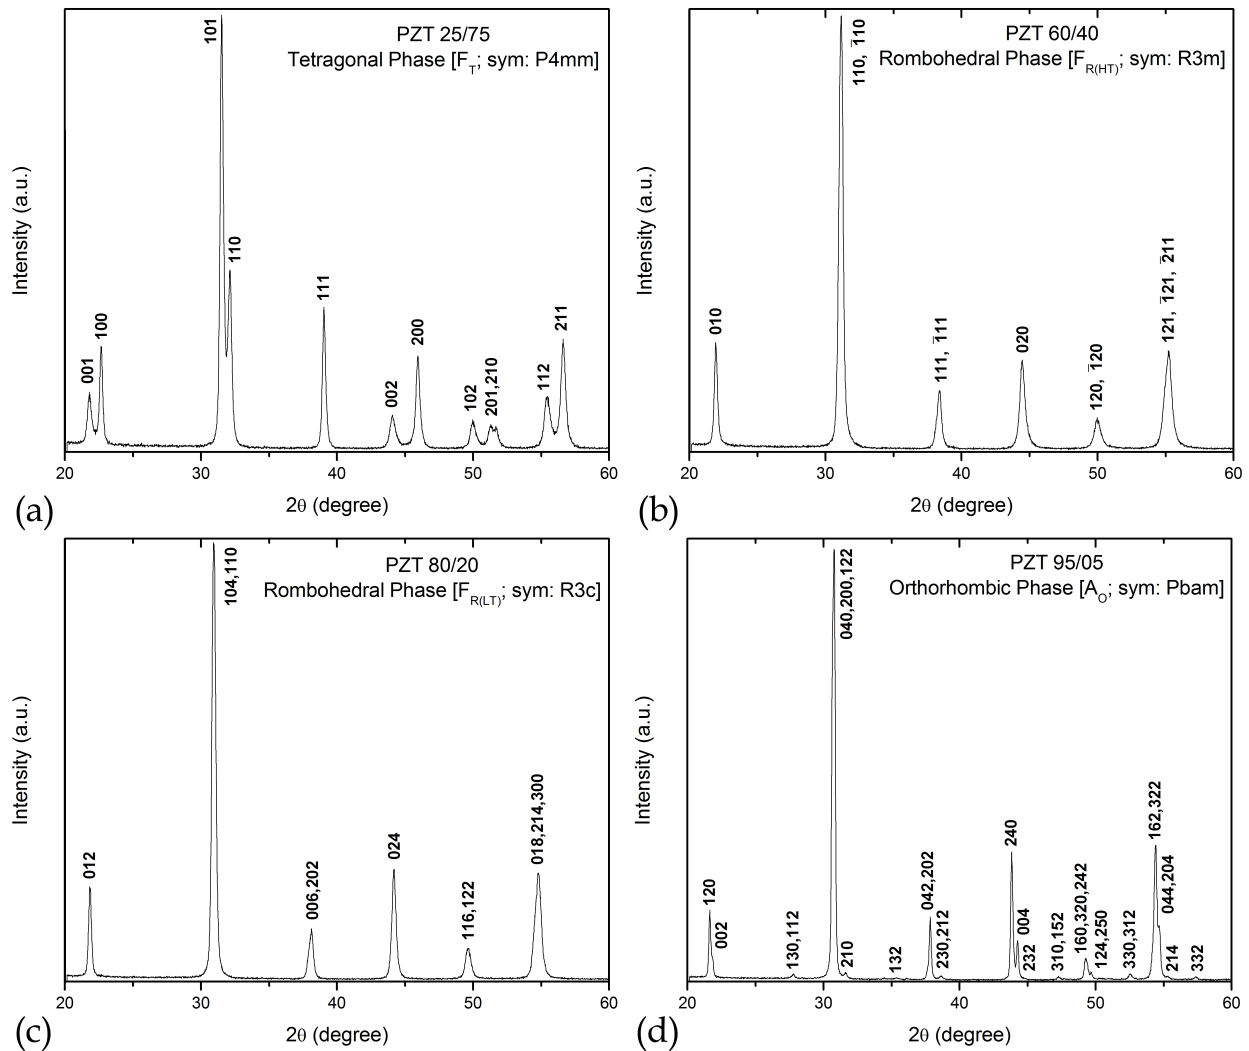 PZT 25/75
Tetragonal Phase [F_T; sym: P4mm]
Intensity (a.u.)
001
100
101
110
111
002
200
102
201,210
112
211
20 30 40 50 60
2θ (degree)
(a)
PZT 60/40
Rombohedral Phase [F_R(HT); sym: R3m]
Intensity (a.u.)
010
110, 1̅10
111, 1̅11
020
120, 1̅20
121, 1̅21, 2̅11
20 30 40 50 60
2θ (degree)
(b)
PZT 80/20
Rombohedral Phase [F_R(LT); sym: R3c]
Intensity (a.u.)
012
104,110
006,202
024
116,122
018,214,300
20 30 40 50 60
2θ (degree)
(c)
PZT 95/05
Orthorhombic Phase [A_O; sym: Pbam]
Intensity (a.u.)
120
002
130,112
040,200,122
210
132
042,202
230,212
240
004
232
310,152
160,320,242
124,250
330,312
162,322
044,204
214
332
20 30 40 50 60
2θ (degree)
(d)